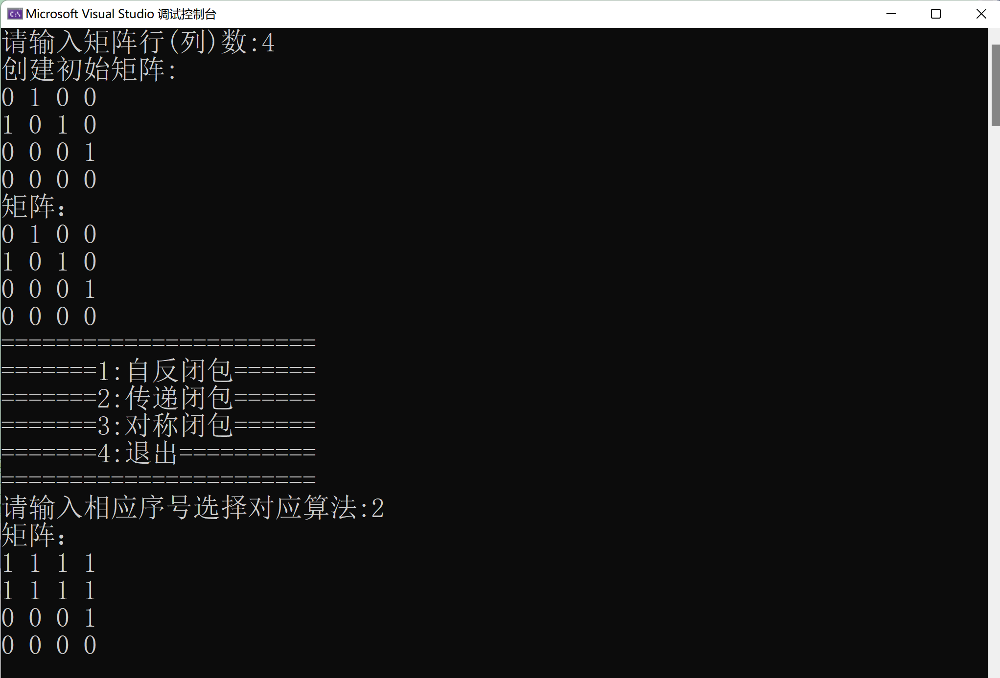 Microsoft Visual Studio 调试控制台
请输入矩阵行(列)数:4
创建初始矩阵:
0 1 0 0
1 0 1 0
0 0 0 1
0 0 0 0
矩阵：
0 1 0 0
1 0 1 0
0 0 0 1
0 0 0 0
=======================
=======1:自反闭包======
=======2:传递闭包======
=======3:对称闭包======
=======4:退出==========
=======================
请输入相应序号选择对应算法:2
矩阵：
1 1 1 1
1 1 1 1
0 0 0 1
0 0 0 0